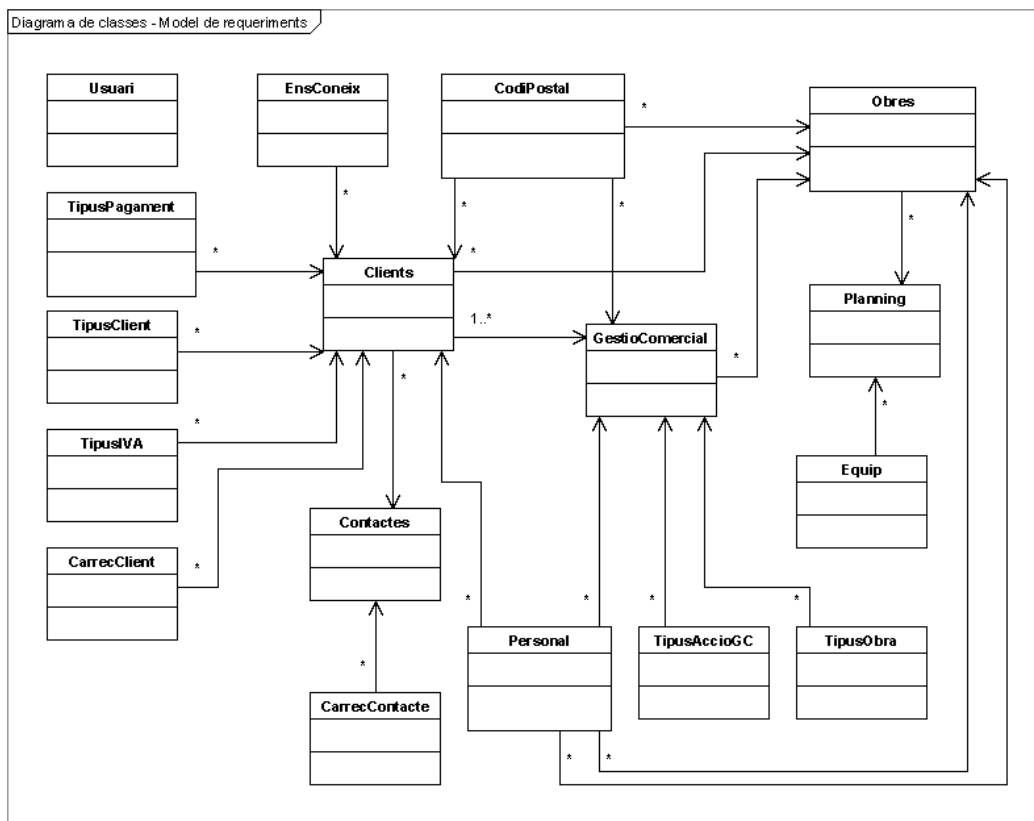 Diagrama de classes - Model de requeriments
Usuari
EnsConeix
CodiPostal
Obres
*
*
*
*
TipusPagament
*
*
*
Clients
TipusClient
*
1..*
Planning
GestioComercial
*
*
*
TipusIVA
*
Equip
Contactes
CarrecClient
*
*
*
*
*
Personal
TipusAccioGC
TipusObra
*
CarrecContacte
*
*